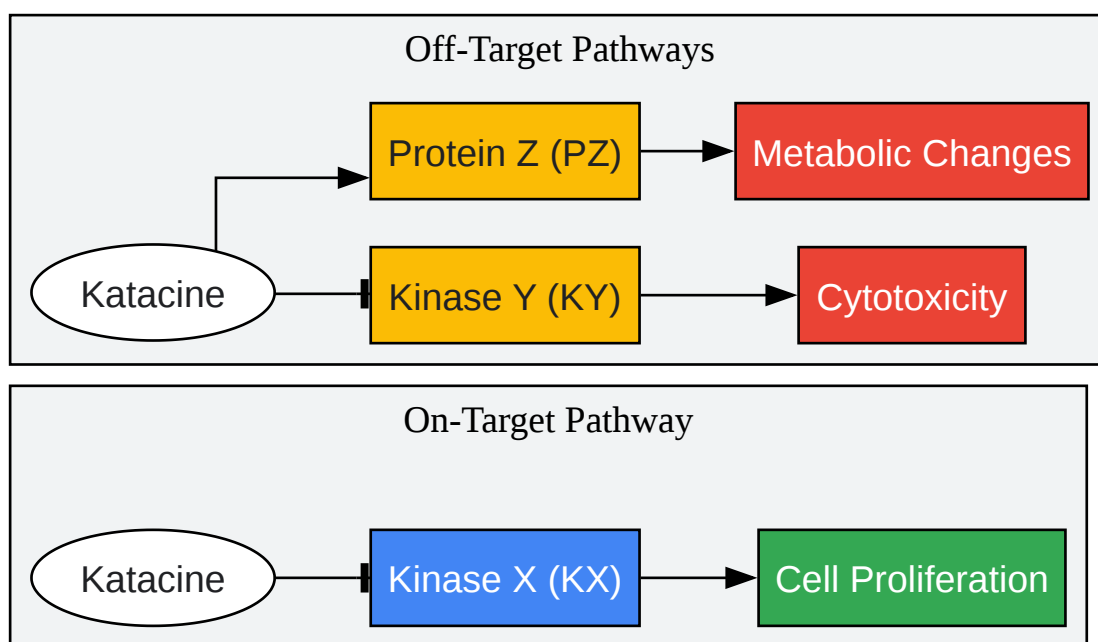 Off-Target Pathways
Protein Z (PZ)
Metabolic Changes
Katacine
Kinase Y (KY)
Cytotoxicity
On-Target Pathway
Katacine
Kinase X (KX)
Cell Proliferation